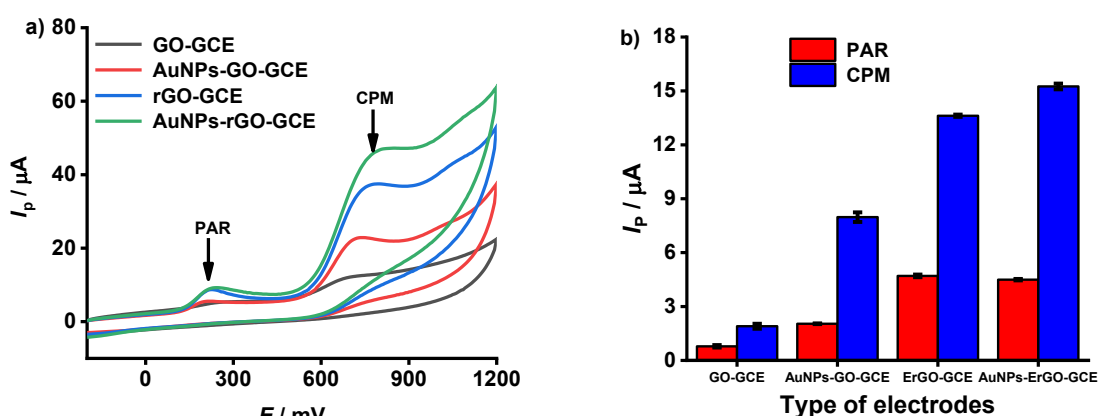 a)
80
60
40
20
0
I_p / μA
GO-GCE
AuNPs-GO-GCE
rGO-GCE
AuNPs-rGO-GCE
CPM
PAR
0 300 600 900 1200
b)
18
15
12
9
6
3
0
I_P / μA
PAR
CPM
GO-GCE AuNPs-GO-GCE ErGO-GCE AuNPs-ErGO-GCE
Type of electrodes